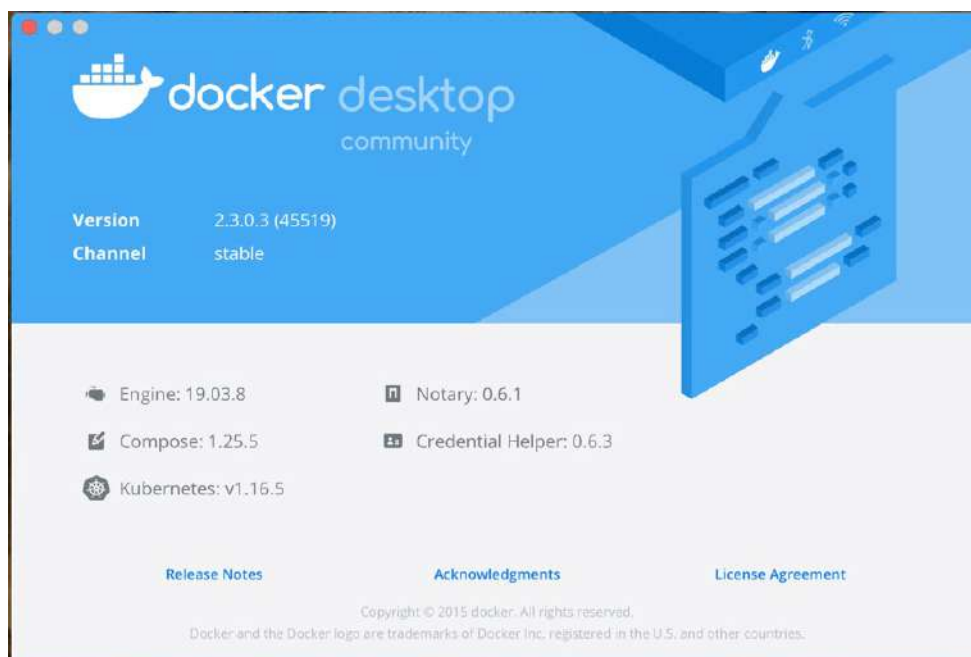 docker desktop
community
Version 2.3.0.3 (45519)
Channel stable
Engine: 19.03.8
Notary: 0.6.1
Compose: 1.25.5
Credential Helper: 0.6.3
Kubernetes: v1.16.5
Release Notes
Acknowledgments
License Agreement
Copyright © 2015 docker. All rights reserved.
Docker and the Docker logo are trademarks of Docker Inc, registered in the U.S. and other countries.